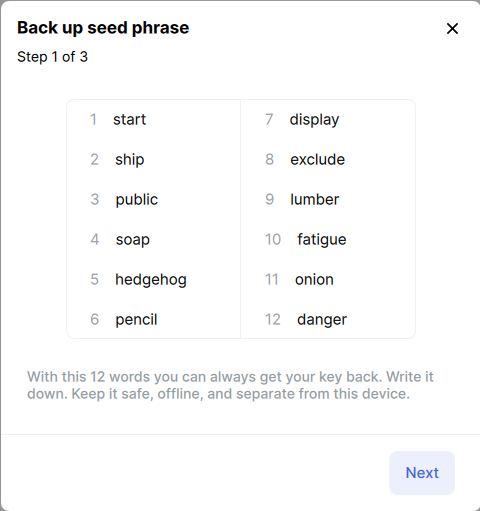 Back up seed phrase
Step 1 of 3
1 start
2 ship
3 public
4 soap
5 hedgehog
6 pencil
7 display
8 exclude
9 lumber
10 fatigue
11 onion
12 danger
With this 12 words you can always get your key back. Write it
down. Keep it safe, offline, and separate from this device.
Next